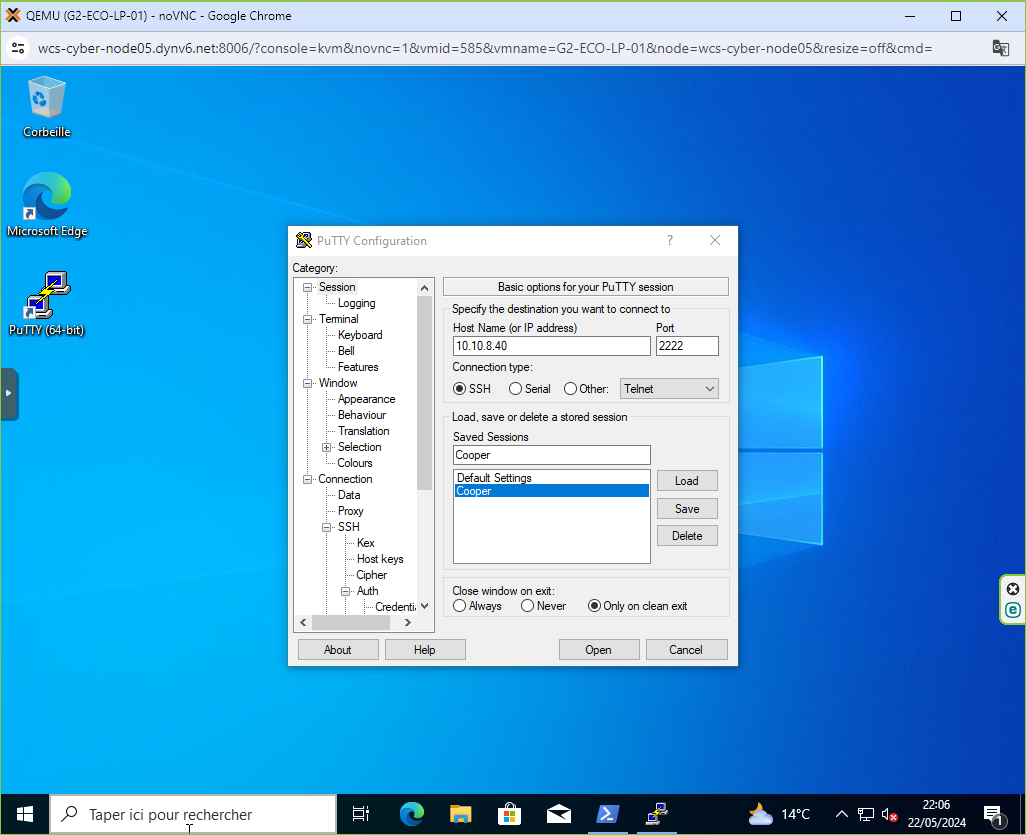 QEMU (G2-ECO-LP-01) - noVNC - Google Chrome
wcs-cyber-node05.dynv6.net:8006/?console=kvm&novnc=1&vmid=585&vmname=G2-ECO-LP-01&node=wcs-cyber-node05&resize=off&cmd=
Corbeille
Microsoft Edge
PuTTY (64-bit)
PuTTY Configuration
?
Category:
Session
Logging
Terminal
Keyboard
Bell
Features
Window
Appearance
Behaviour
Translation
Selection
Colours
Connection
Data
Proxy
SSH
Kex
Host keys
Cipher
Auth
Credenti
Basic options for your PuTTY session
Specify the destination you want to connect to
Host Name (or IP address) Port
10.10.8.40 2222
Connection type:
SSH Serial Other: Telnet
Load, save or delete a stored session
Saved Sessions
Cooper
Default Settings
Cooper
Load
Save
Delete
Close window on exit:
Always Never Only on clean exit
About Help Open Cancel
Taper ici pour rechercher
14°C
22:06
22/05/2024
1